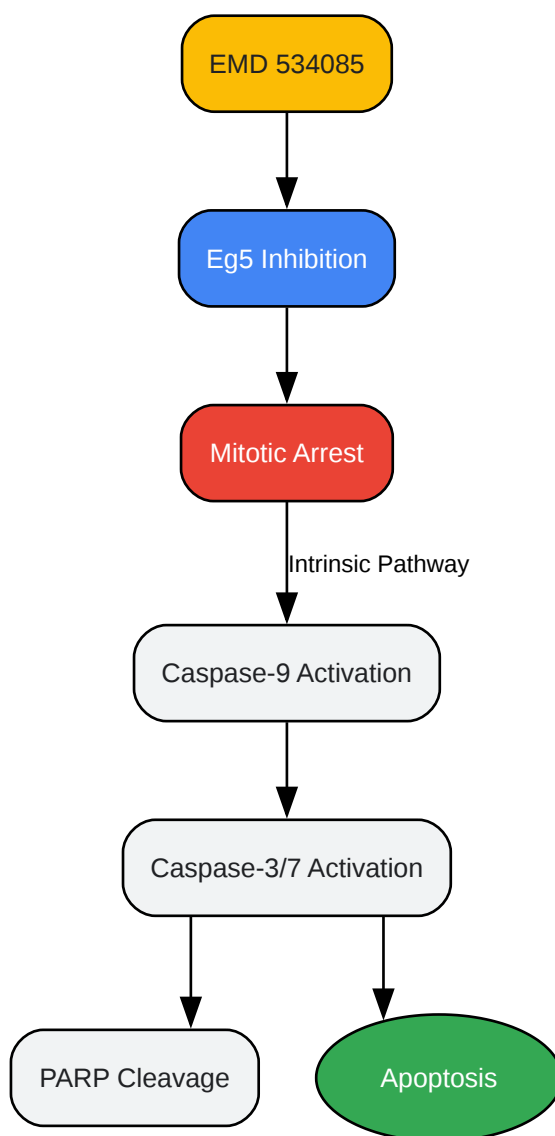 EMD 534085
Eg5 Inhibition
Mitotic Arrest
Intrinsic Pathway
Caspase-9 Activation
Caspase-3/7 Activation
PARP Cleavage
Apoptosis